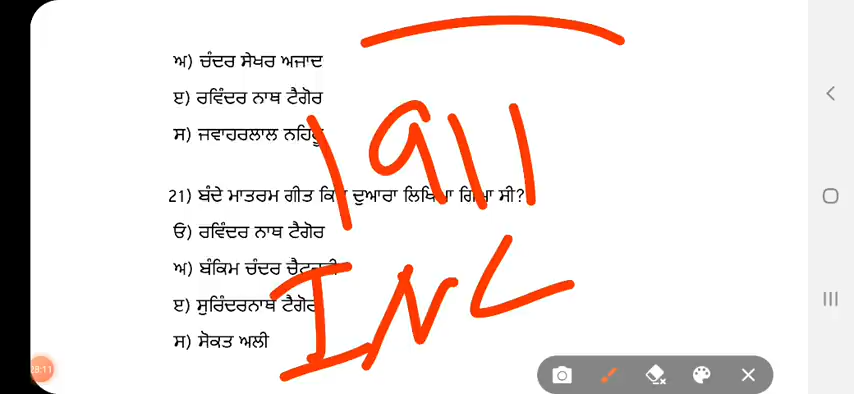 ਅ) ਚੰਦਰ ਸੇਖਰ ਅਜਾਦ
ੲ) ਰਵਿੰਦਰ ਨਾਥ ਟੈਗੋਰ
ਸ) ਜਵਾਹਰਲਾਲ ਨਹਿਰੂ
1911
21) ਬੰਦੇ ਮਾਤਰਮ ਗੀਤ ਕਿਸ ਦੁਆਰਾ ਲਿਖਿਆ ਗਿਆ ਸੀ?
ੳ) ਰਵਿੰਦਰ ਨਾਥ ਟੈਗੋਰ
ਅ) ਬੰਕਿਮ ਚੰਦਰ ਚੈਟਰਜੀ
INC
ੲ) ਸੁਰਿੰਦਰਨਾਥ ਟੈਗੋਰ
ਸ) ਸੋਕਤ ਅਲੀ
28:11